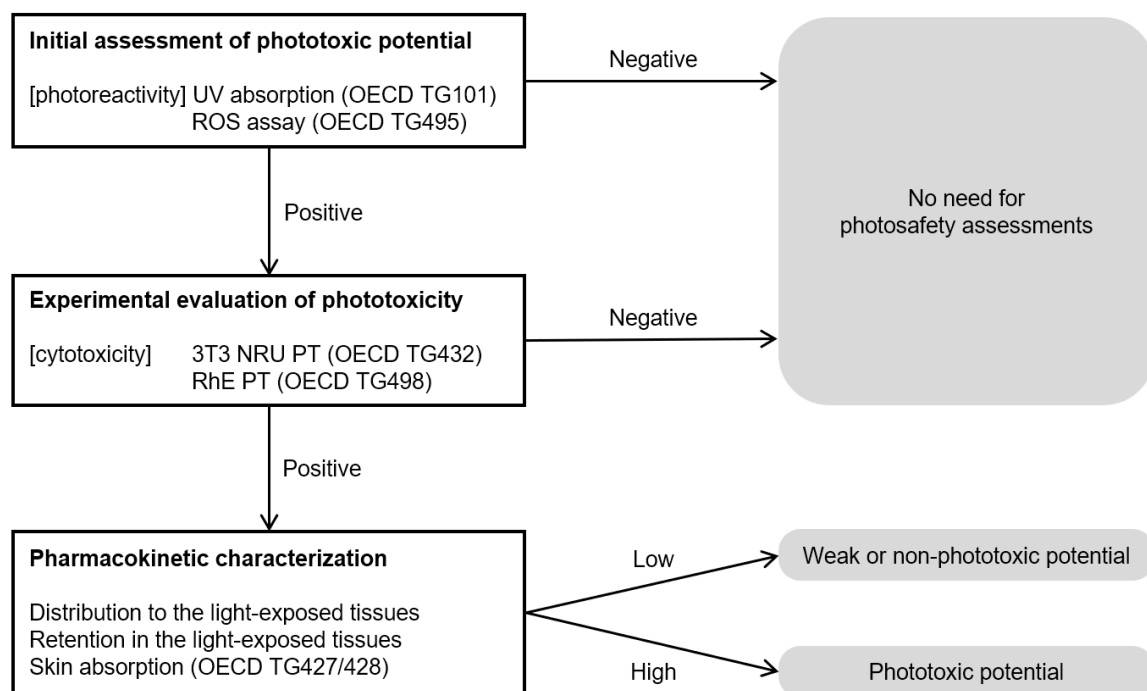 Initial assessment of phototoxic potential
[photoreactivity] UV absorption (OECD TG101)
ROS assay (OECD TG495)
Negative
No need for
photosafety assessments
Positive
Experimental evaluation of phototoxicity
[cytotoxicity] 3T3 NRU PT (OECD TG432)
RhE PT (OECD TG498)
Negative
Positive
Pharmacokinetic characterization
Distribution to the light-exposed tissues
Retention in the light-exposed tissues
Skin absorption (OECD TG427/428)
Low
Weak or non-phototoxic potential
High
Phototoxic potential